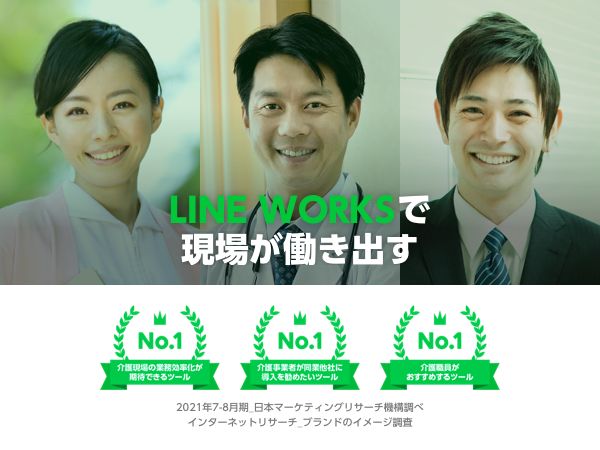 LINE WORKSで
現場が働き出す
No.1
介護現場の業務効率化が
期待できるツール
No.1
介護事業者が同業他社に
導入を勧めたいツール
No.1
介護職員が
おすすめするツール
2021年7-8月期_日本マーケティングリサーチ機構調べ
インターネットリサーチ_ブランドのイメージ調査